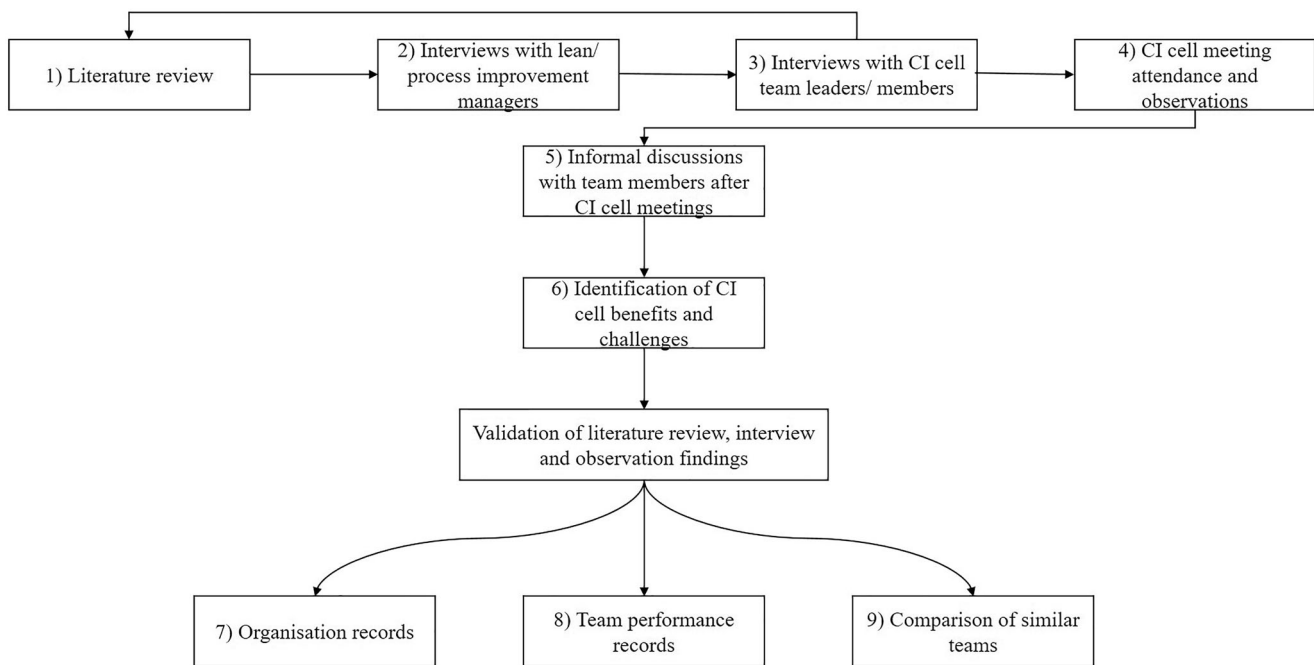 1) Literature review
2) Interviews with lean/
process improvement
managers
3) Interviews with CI cell
team leaders/ members
4) CI cell meeting
attendance and
observations
5) Informal discussions
with team members after
CI cell meetings
6) Identification of CI
cell benefits and
challenges
Validation of literature review, interview
and observation findings
7) Organisation records
8) Team performance
records
9) Comparison of similar
teams